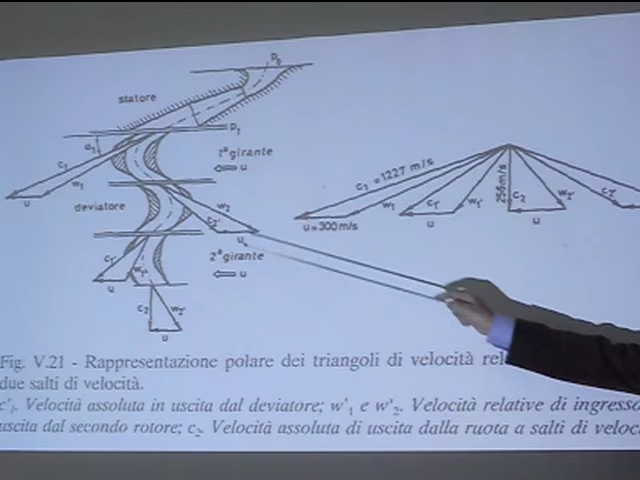 P0
statore
P1
α1
1ª girante
c1
w1
u
u
deviatore
w2
c2'
u
2ª girante
c1'
w1'
u
u
c2
w2'
u
c1 = 1227 m/s
w1
c1'
w1'
256 m/s
c2
w2'
c2'
u = 300 m/s
u
u
Fig. V.21 - Rappresentazione polare dei triangoli di velocità
due salti di velocità.
c'1. Velocità assoluta in uscita dal deviatore; w'1 e w'2. Velocità relative di ingresso
uscita dal secondo rotore; c2. Velocità assoluta di uscita dalla ruota a salti di